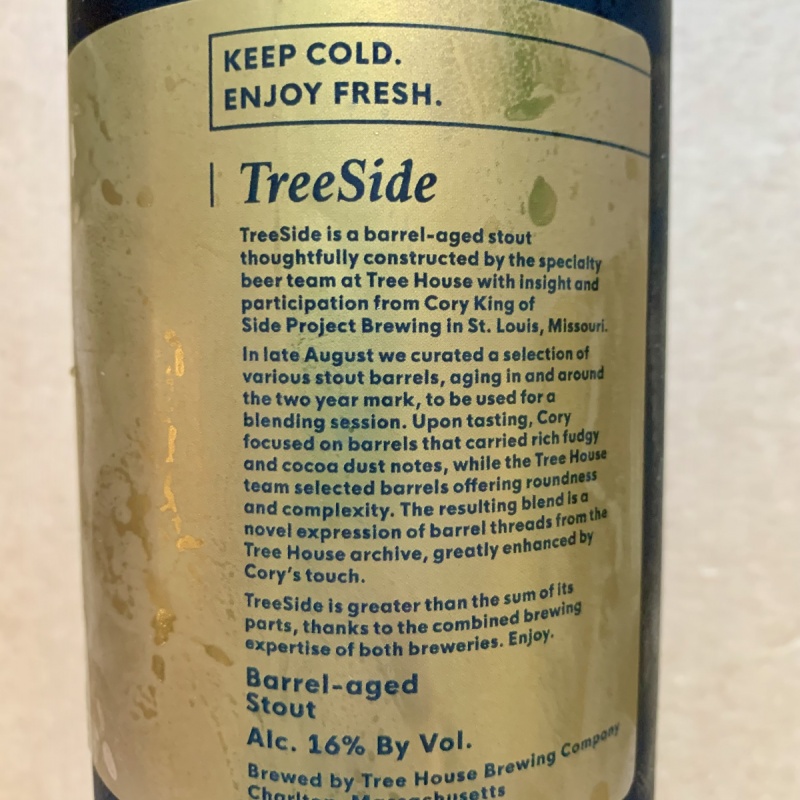 KEEP COLD.
ENJOY FRESH.
TreeSide
TreeSide is a barrel-aged stout
thoughtfully constructed by the specialty
beer team at Tree House with insight and
participation from Cory King of
Side Project Brewing in St. Louis, Missouri.
In late August we curated a selection of
various stout barrels, aging in and around
the two year mark, to be used for a
blending session. Upon tasting, Cory
focused on barrels that carried rich fudgy
and cocoa dust notes, while the Tree House
team selected barrels offering roundness
and complexity. The resulting blend is a
novel expression of barrel threads from the
Tree House archive, greatly enhanced by
Cory's touch.
TreeSide is greater than the sum of its
parts, thanks to the combined brewing
expertise of both breweries. Enjoy.
Barrel-aged
Stout
Alc. 16% By Vol.
Brewed by Tree House Brewing Company
Charlton, Massachusetts